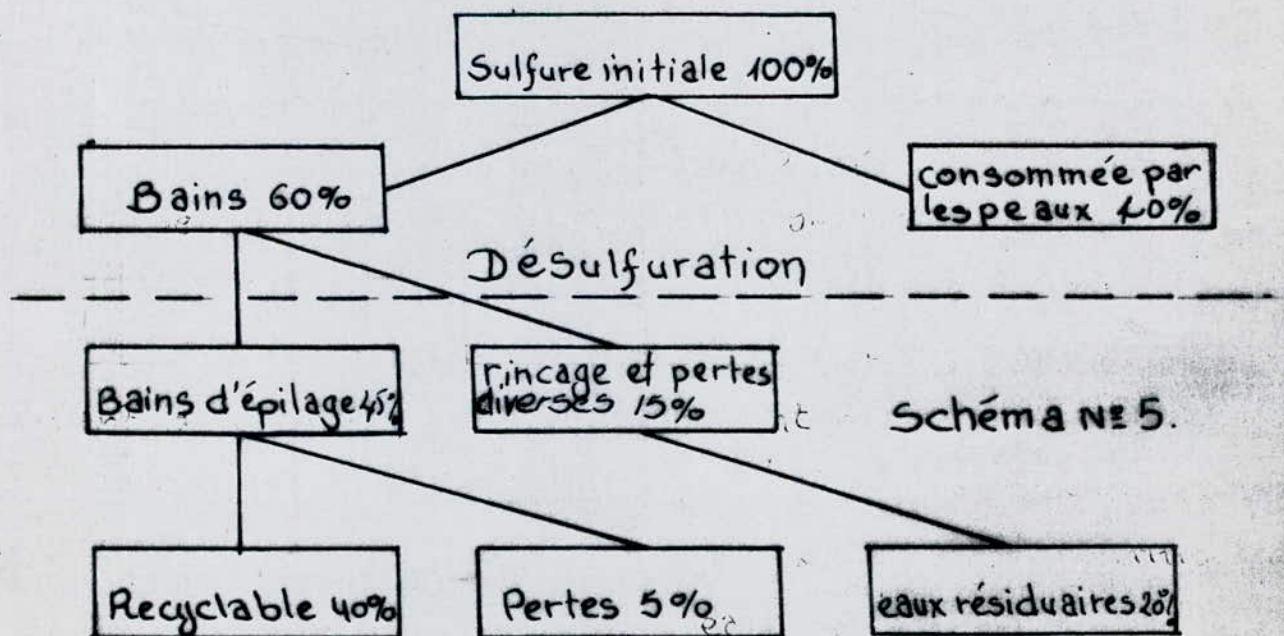 Sulfure initiale 100%
Bains 60%
consommée par
les peaux 40%
Désulfuration
Bains d'épilage 45%
rincage et pertes
diverses 15%
Schéma Nº 5.
Recyclable 40%
Pertes 5%
eaux résiduaires 20%